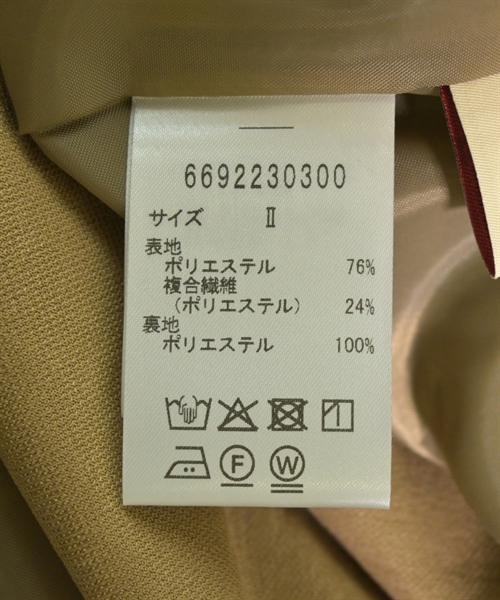 6692230300
サイズ Ⅱ
表地
ポリエステル 76%
複合繊維
(ポリエステル) 24%
裏地
ポリエステル 100%
F W